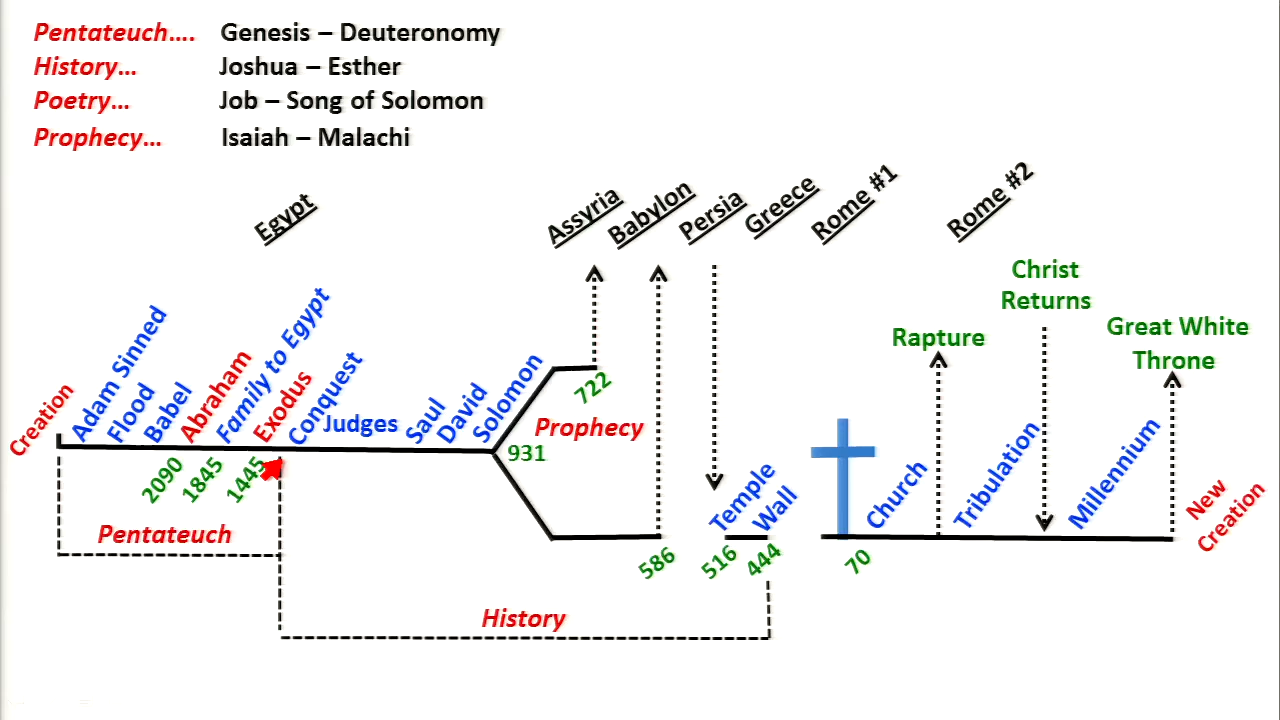 Pentateuch.... Genesis – Deuteronomy
History... Joshua – Esther
Poetry... Job – Song of Solomon
Prophecy... Isaiah – Malachi
Egypt
Assyria
Babylon
Persia
Greece
Rome #1
Rome #2
Creation
Adam Sinned
Flood
Babel
Abraham
Family to Egypt
Exodus
Conquest
Judges
Saul
David
Solomon
2090
1845
1445
931
722
Prophecy
586
Temple
Wall
516
444
Church
70
Rapture
Tribulation
Christ
Returns
Millennium
Great White
Throne
New
Creation
Pentateuch
History